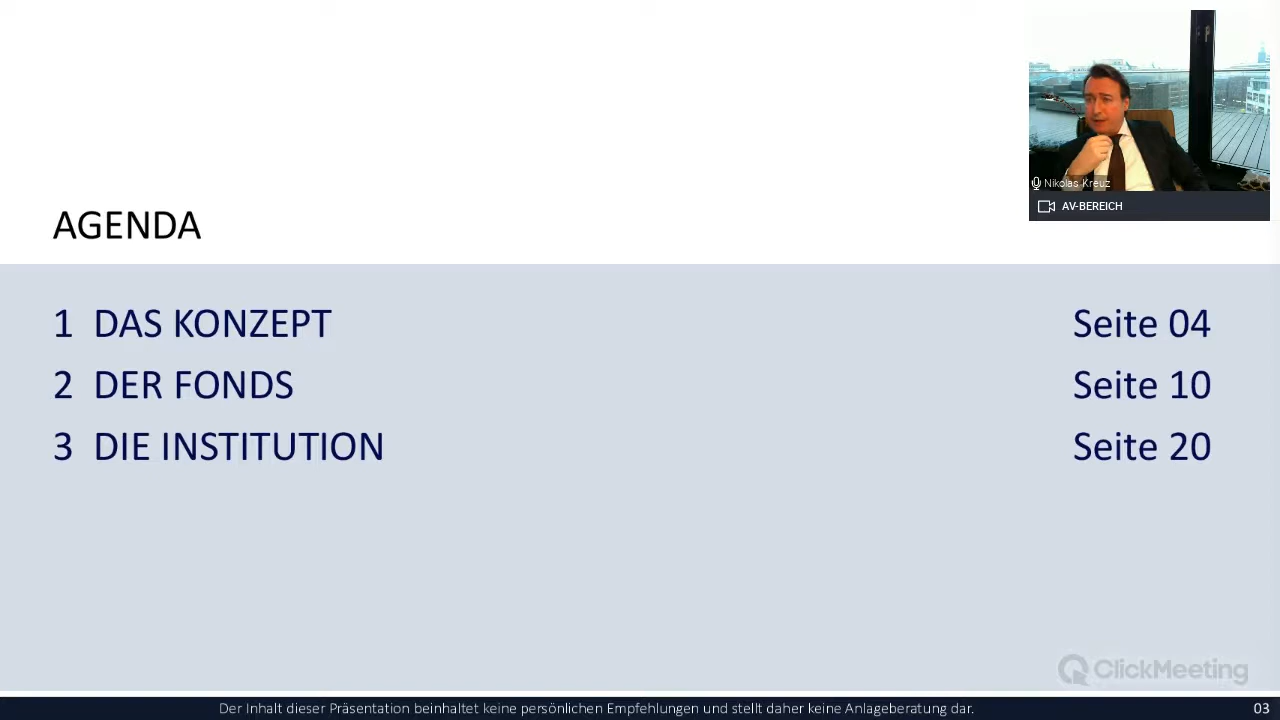 Nikolas Kreuz
AV-BEREICH
AGENDA
1 DAS KONZEPT Seite 04
2 DER FONDS Seite 10
3 DIE INSTITUTION Seite 20
ClickMeeting
Der Inhalt dieser Präsentation beinhaltet keine persönlichen Empfehlungen und stellt daher keine Anlageberatung dar. 03